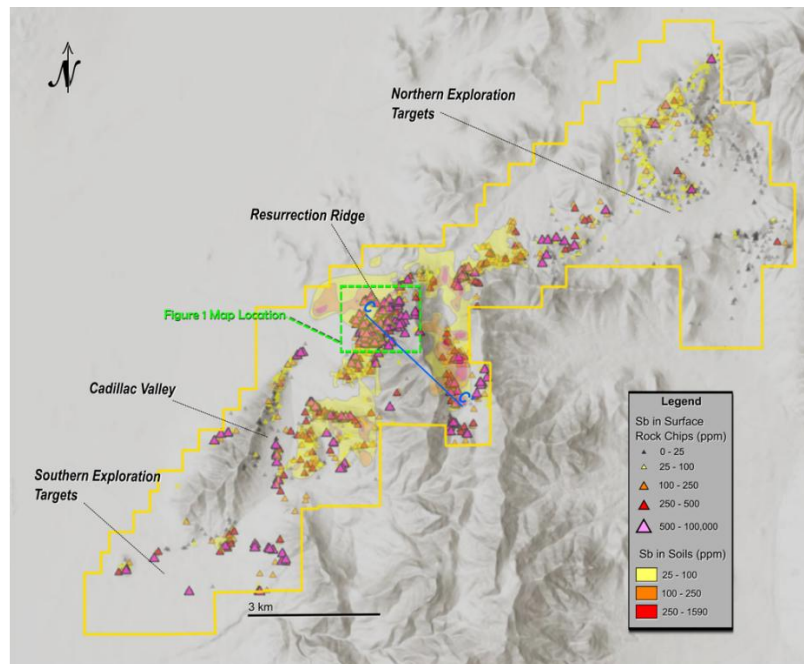 N
Northern Exploration
Targets
Resurrection Ridge
C
Figure 1 Map Location
C'
Cadillac Valley
Southern Exploration
Targets
3 km
Legend
Sb in Surface
Rock Chips (ppm)
0 - 25
25 - 100
100 - 250
250 - 500
500 - 100,000
Sb in Soils (ppm)
25 - 100
100 - 250
250 - 1590